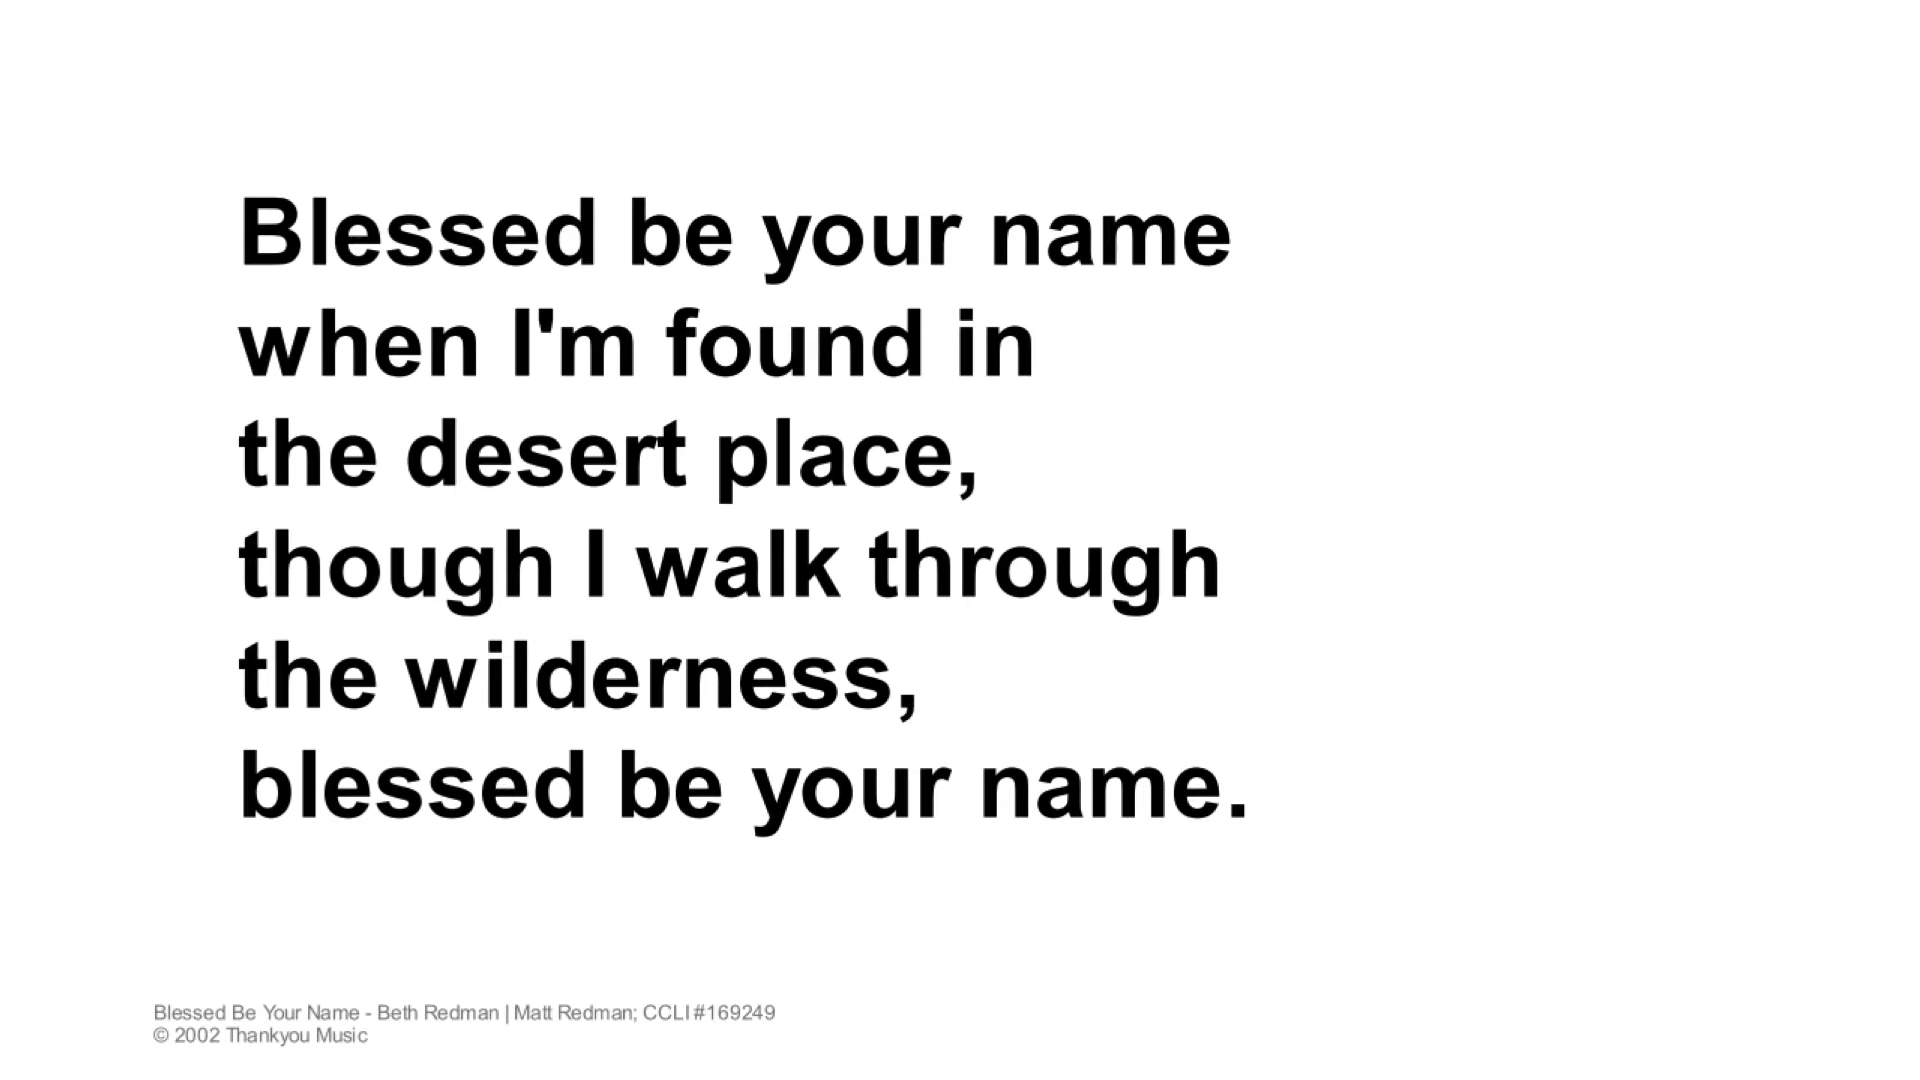 Blessed be your name
when I'm found in
the desert place,
though I walk through
the wilderness,
blessed be your name.
Blessed Be Your Name - Beth Redman | Matt Redman; CCLI #169249
© 2002 Thankyou Music